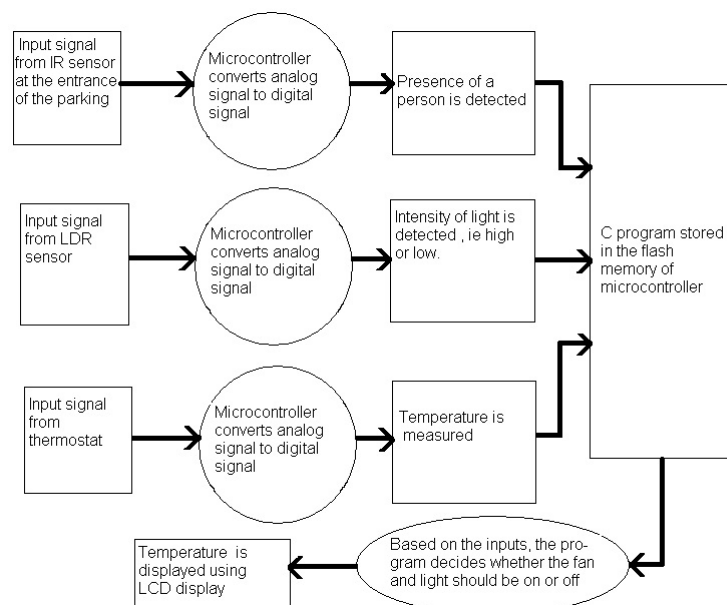 Input signal
from IR sensor
at the entrance
of the parking
Microcontroller
converts analog
signal to digital
signal
Presence of a
person is detected
Input signal
from LDR
sensor
Microcontroller
converts analog
signal to digital
signal
Intensity of light is
detected , ie high
or low.
C program stored
in the flash
memory of
microcontroller
Input signal
from
thermostat
Microcontroller
converts analog
signal to digital
signal
Temperature is
measured
Based on the inputs, the pro-
gram decides whether the fan
and light should be on or off
Temperature is
displayed using
LCD display